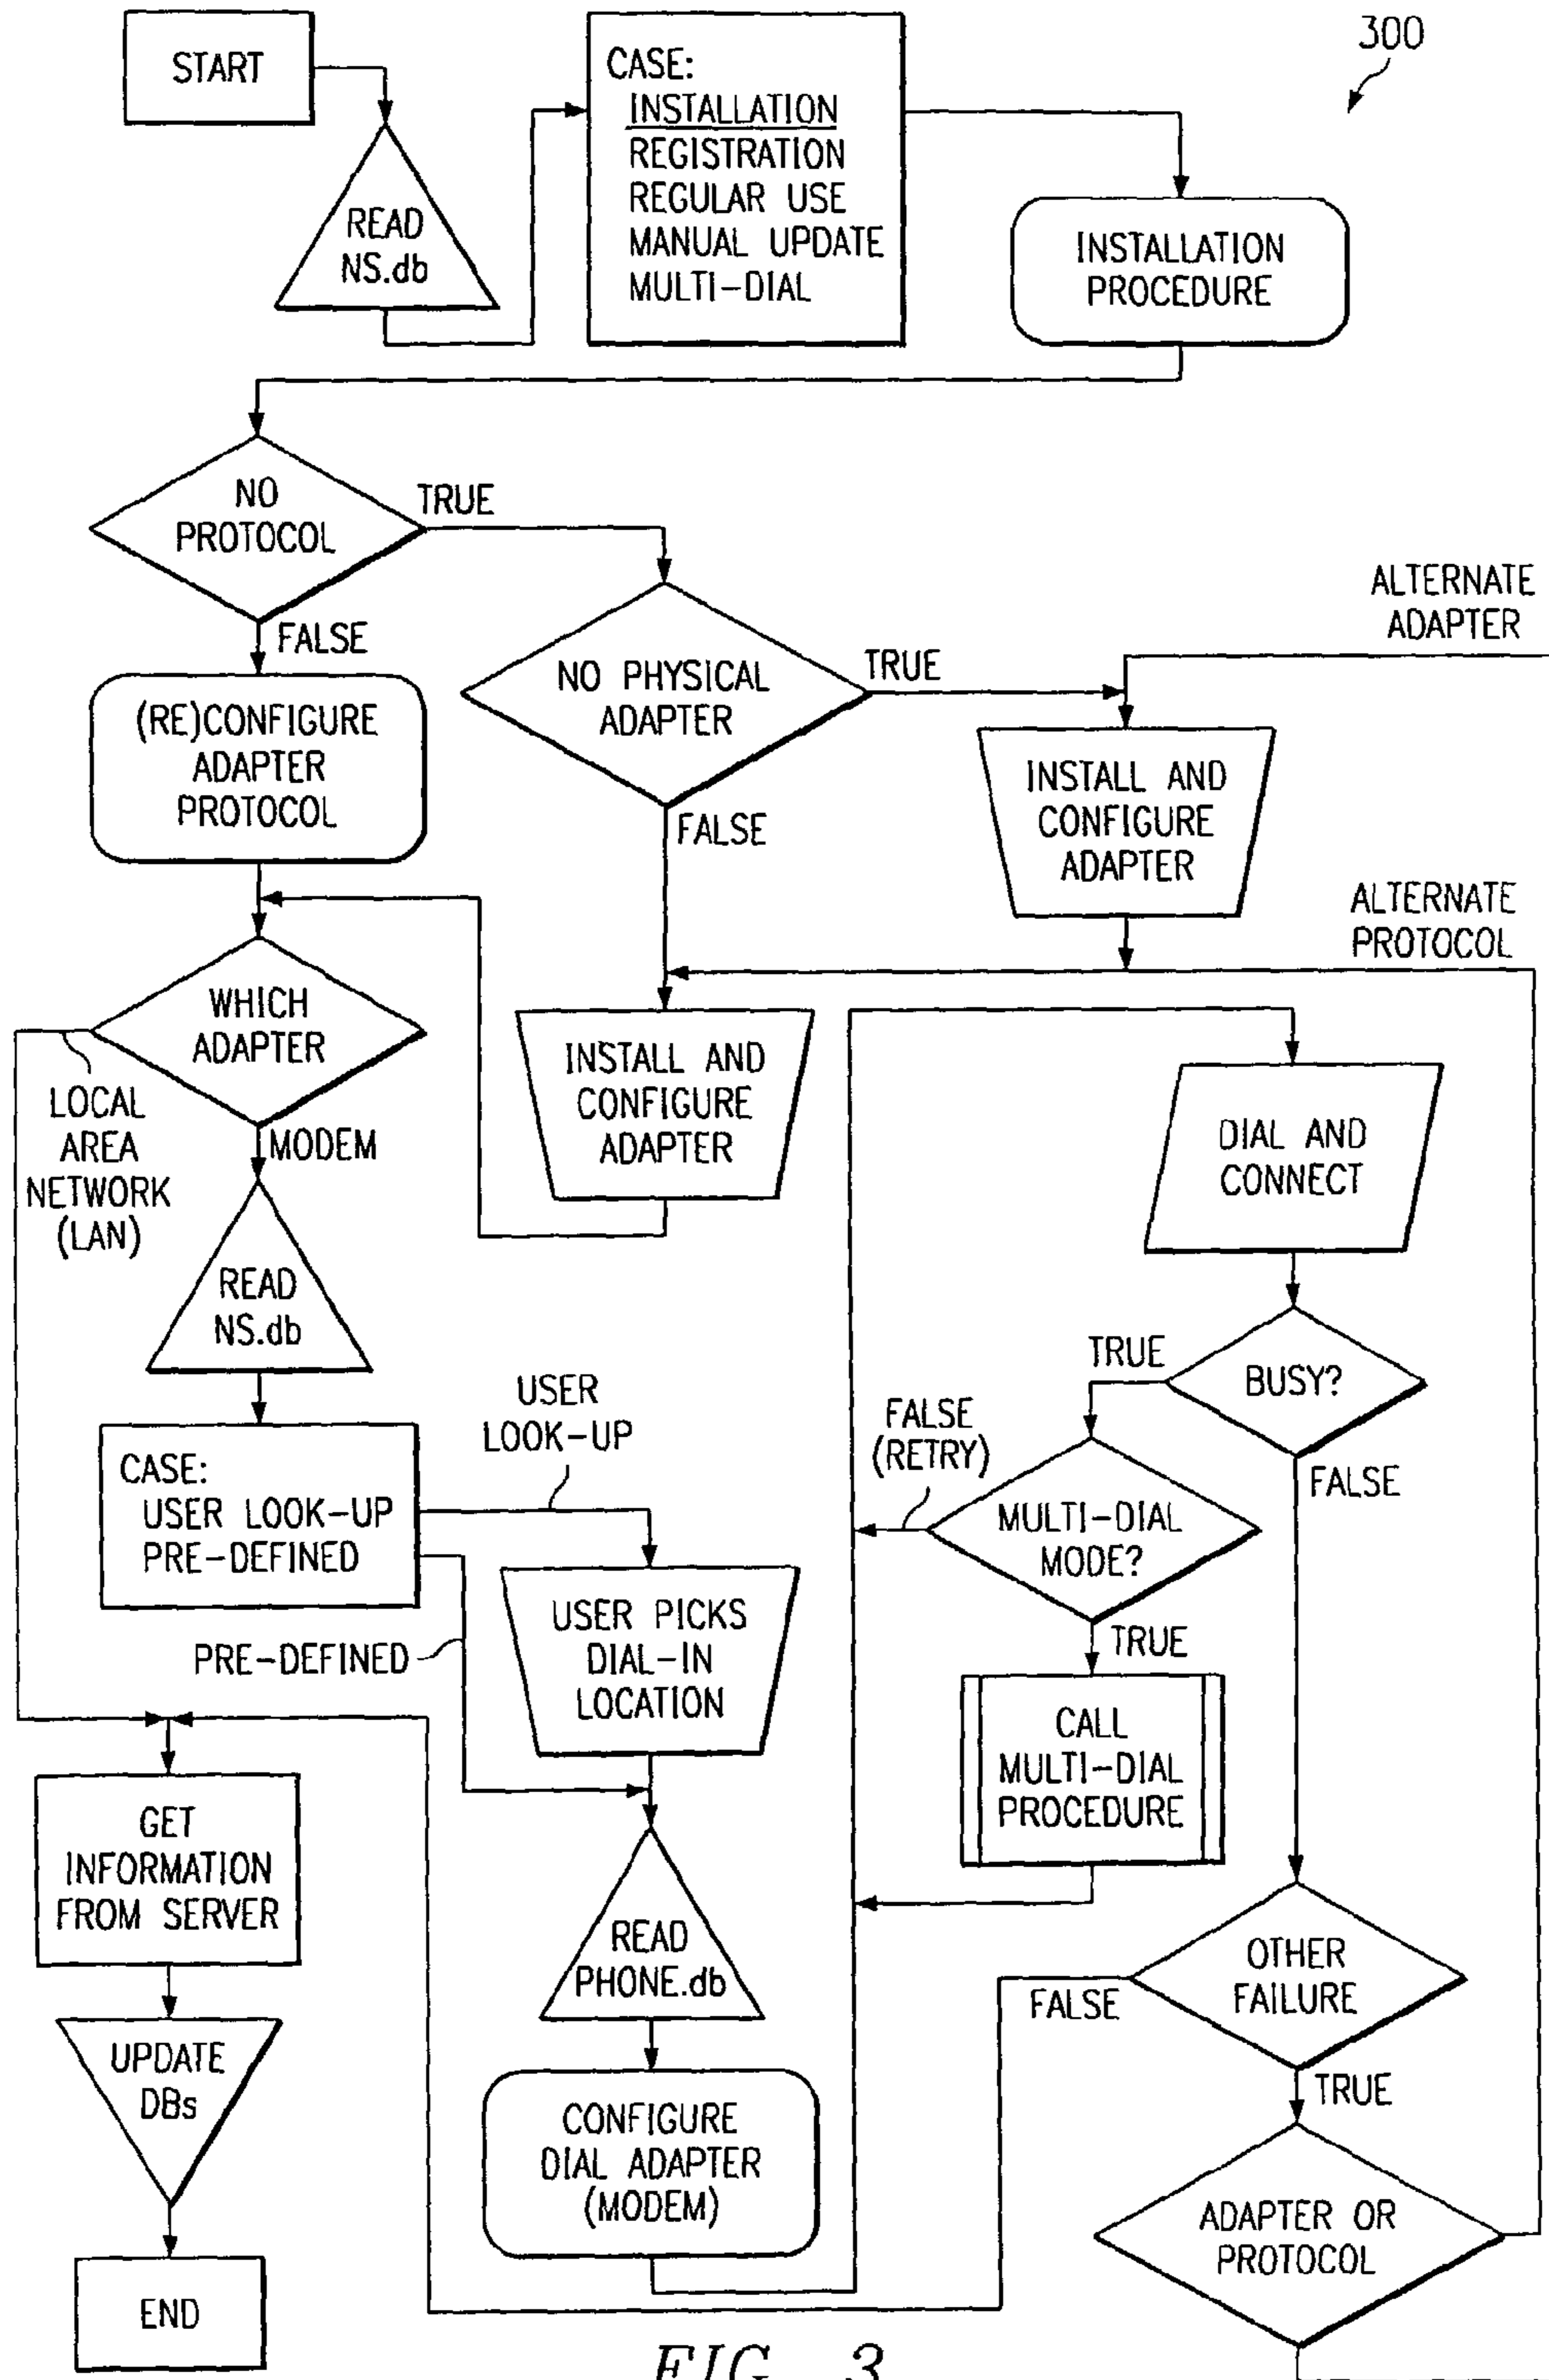 300
START
READ
NS.db
CASE:
INSTALLATION
REGISTRATION
REGULAR USE
MANUAL UPDATE
MULTI-DIAL
INSTALLATION
PROCEDURE
NO
PROTOCOL
TRUE
FALSE
NO PHYSICAL
ADAPTER
TRUE
FALSE
ALTERNATE
ADAPTER
(RE)CONFIGURE
ADAPTER
PROTOCOL
INSTALL AND
CONFIGURE
ADAPTER
ALTERNATE
PROTOCOL
WHICH
ADAPTER
LOCAL
AREA
NETWORK
(LAN)
MODEM
INSTALL AND
CONFIGURE
ADAPTER
DIAL AND
CONNECT
READ
NS.db
BUSY?
TRUE
FALSE
CASE:
USER LOOK-UP
PRE-DEFINED
USER
LOOK-UP
PRE-DEFINED
FALSE
(RETRY)
MULTI-DIAL
MODE?
TRUE
USER PICKS
DIAL-IN
LOCATION
CALL
MULTI-DIAL
PROCEDURE
GET
INFORMATION
FROM SERVER
READ
PHONE.db
OTHER
FAILURE
FALSE
TRUE
UPDATE
DBs
CONFIGURE
DIAL ADAPTER
(MODEM)
ADAPTER OR
PROTOCOL
END
FIG. 3